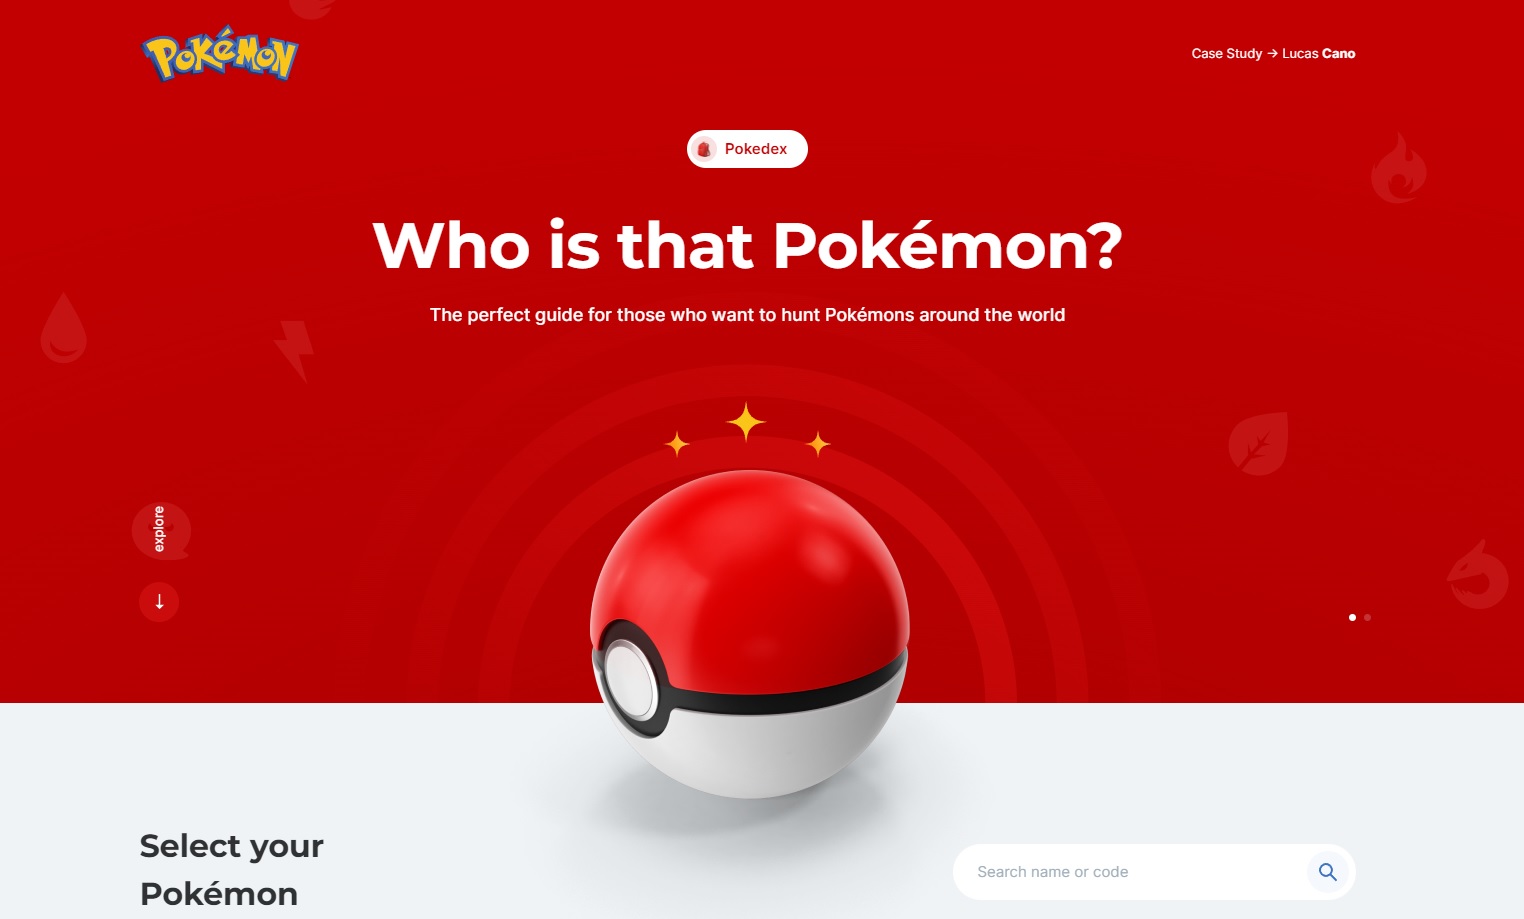 POKéMON
Case Study → Lucas Cano
Pokedex
Who is that Pokémon?
The perfect guide for those who want to hunt Pokémons around the world
explore
Select your
Pokémon
Search name or code